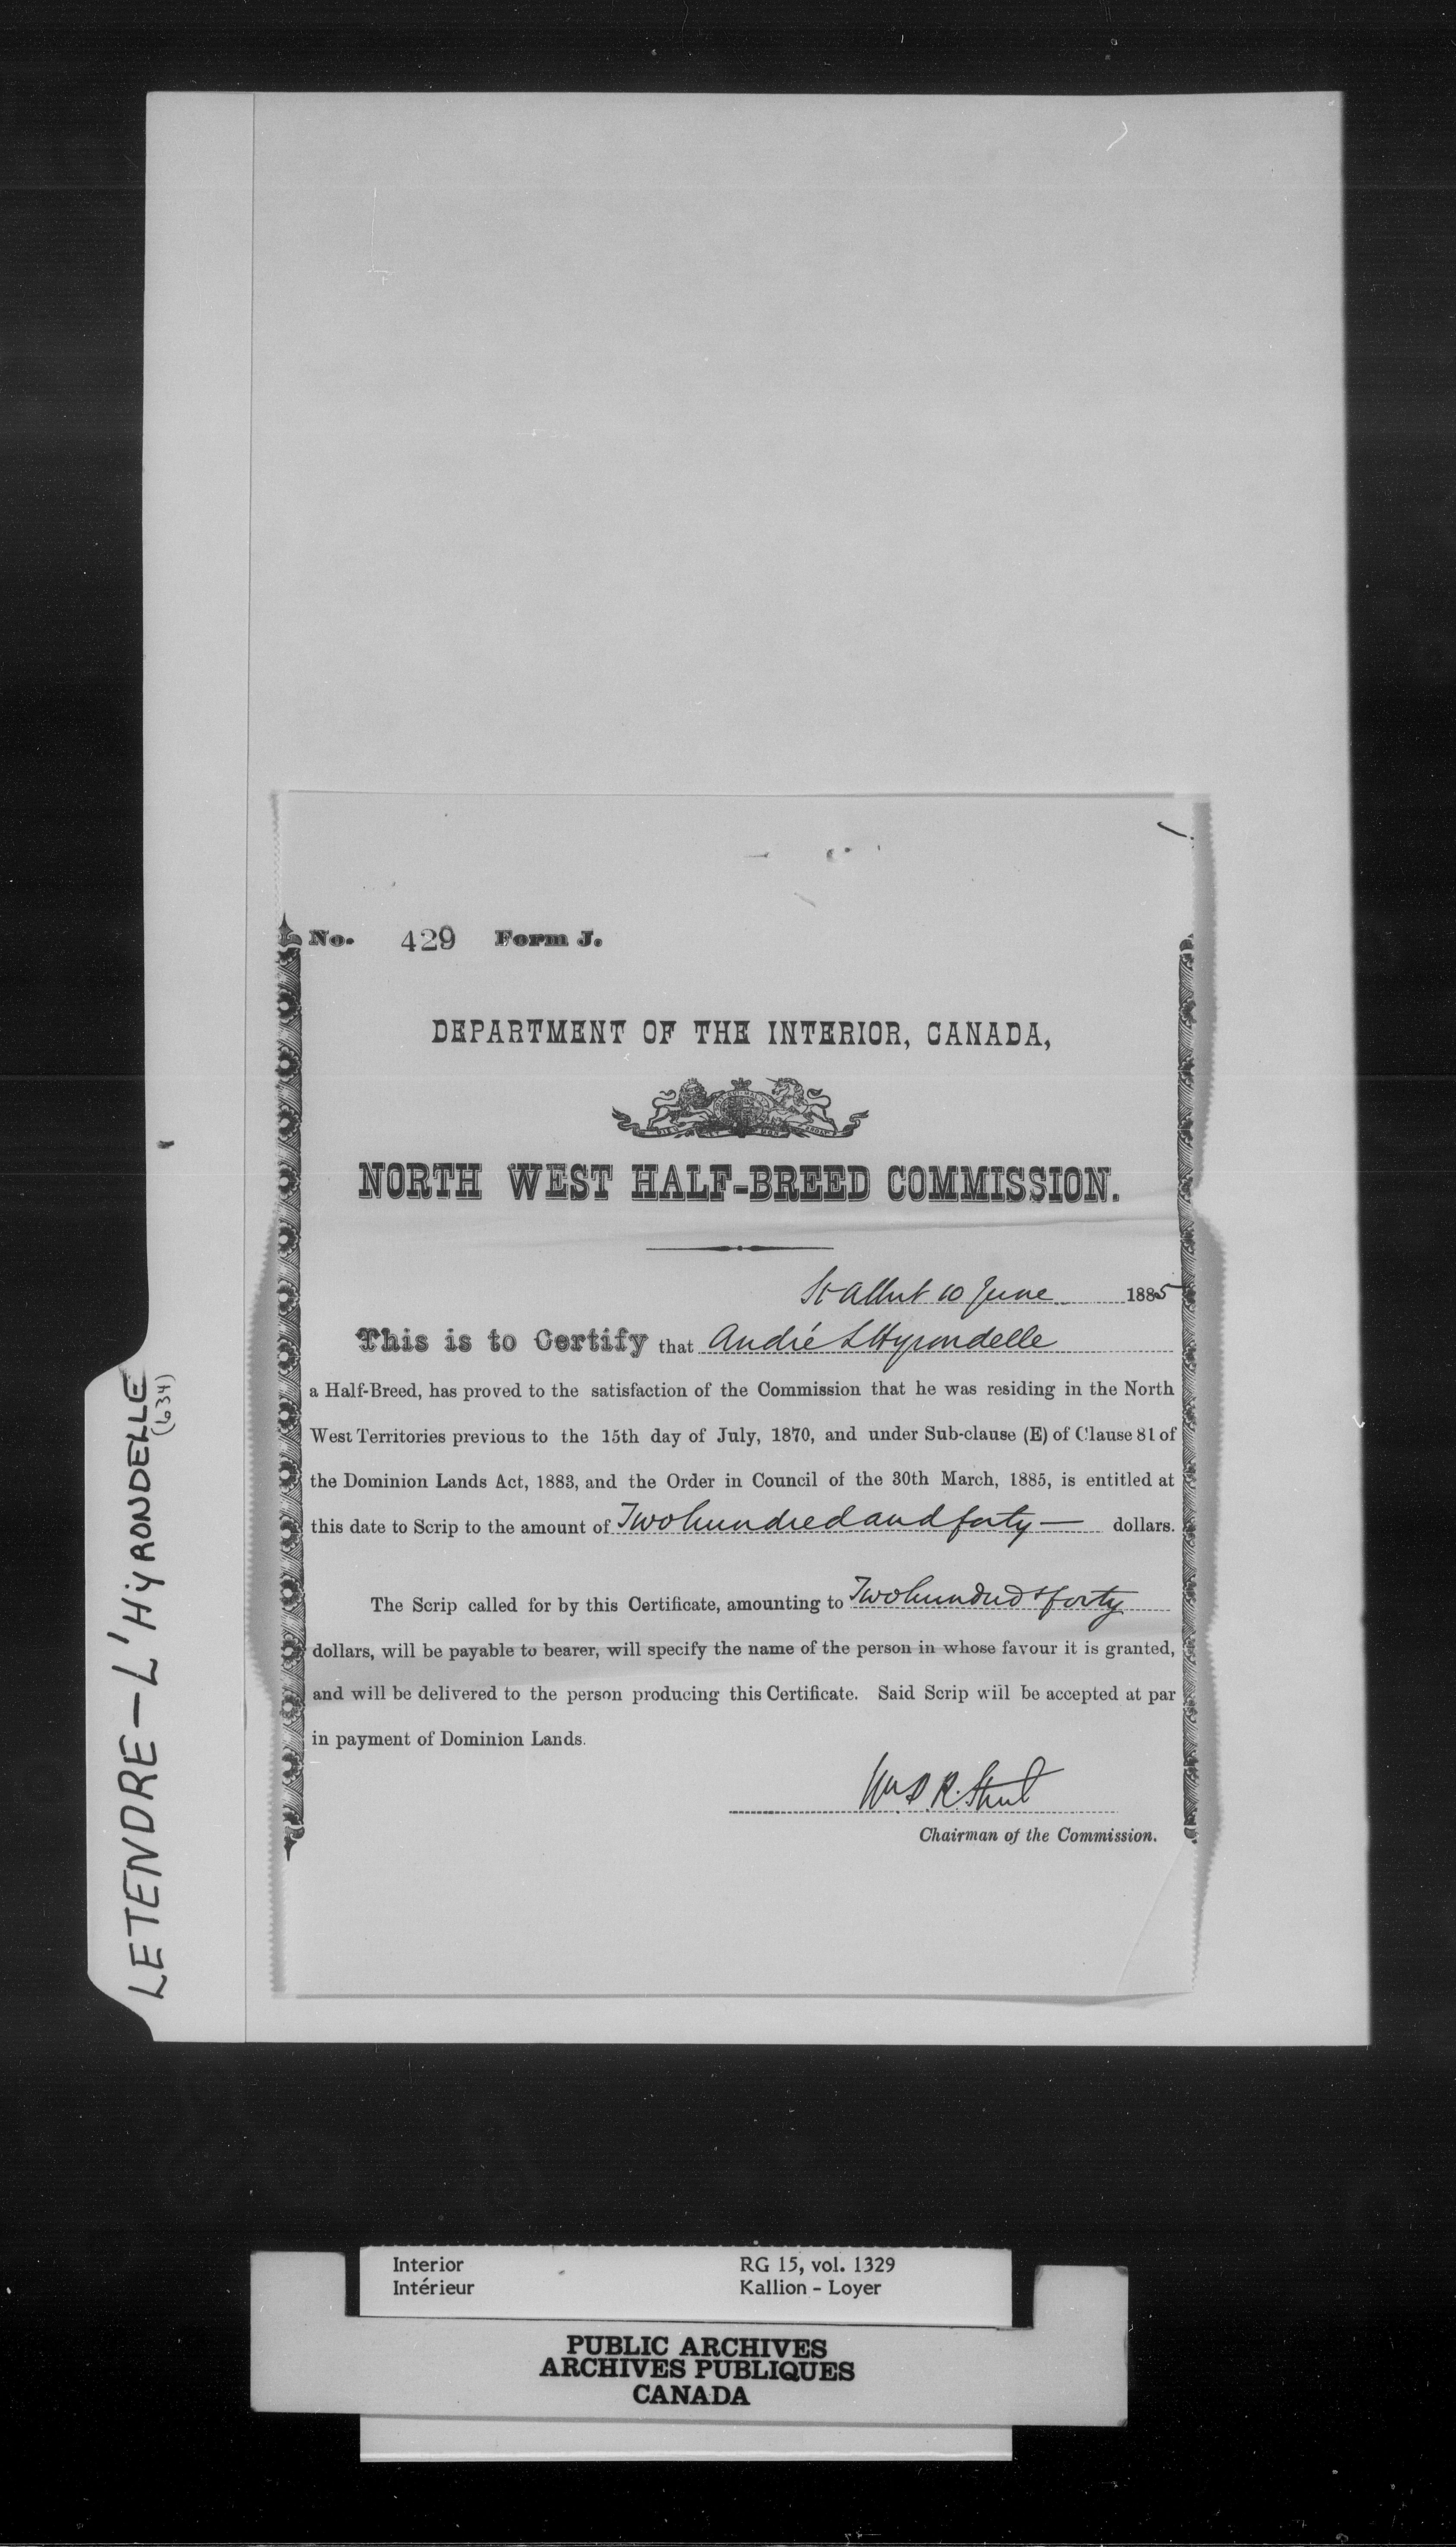 No. 429 Form J.
DEPARTMENT OF THE INTERIOR, CANADA,
NORTH WEST HALF-BREED COMMISSION.
St Albert 10 June 1885
This is to Certify that André L'Hyrondelle
a Half-Breed, has proved to the satisfaction of the Commission that he was residing in the North
West Territories previous to the 15th day of July, 1870, and under Sub-clause (E) of Clause 81 of
the Dominion Lands Act, 1883, and the Order in Council of the 30th March, 1885, is entitled at
this date to Scrip to the amount of Two hundred and forty — dollars.
The Scrip called for by this Certificate, amounting to Two hundred & forty
dollars, will be payable to bearer, will specify the name of the person in whose favour it is granted,
and will be delivered to the person producing this Certificate. Said Scrip will be accepted at par
in payment of Dominion Lands.
Wm. P. R. Street
Chairman of the Commission.
LETENDRE — L'HYRONDELLE
(634)
Interior RG 15, vol. 1329
Intérieur Kallion - Loyer
PUBLIC ARCHIVES
ARCHIVES PUBLIQUES
CANADA